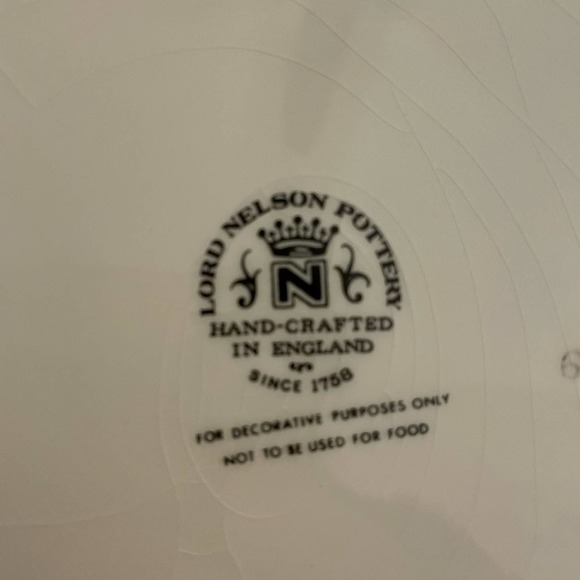 LORD NELSON POTTERY
N
HAND-CRAFTED
IN ENGLAND
SINCE 1758
FOR DECORATIVE PURPOSES ONLY
NOT TO BE USED FOR FOOD